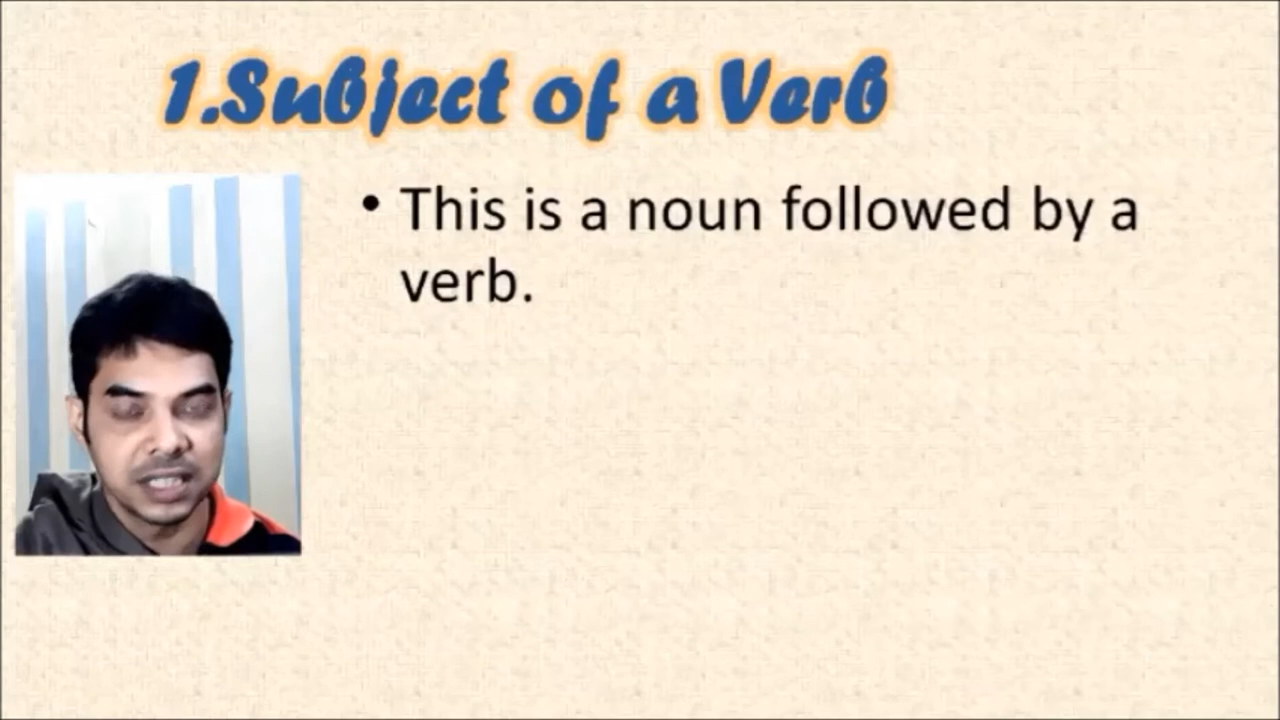 1.Subject of a Verb
• This is a noun followed by a
verb.